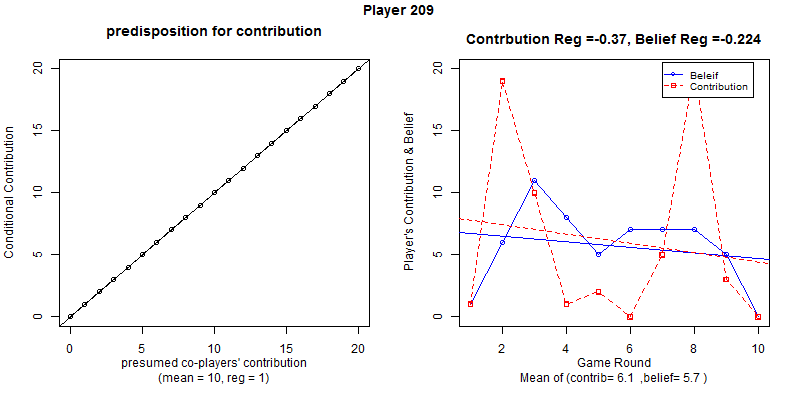 Player 209
predisposition for contribution
Conditional Contribution
20
15
10
5
0
0 5 10 15 20
presumed co-players' contribution
(mean = 10, reg = 1)
Contrbution Reg =-0.37, Belief Reg =-0.224
Player's Contribution & Belief
20
15
10
5
0
Beleif
Contribution
2 4 6 8 10
Game Round
Mean of (contrib= 6.1 ,belief= 5.7 )